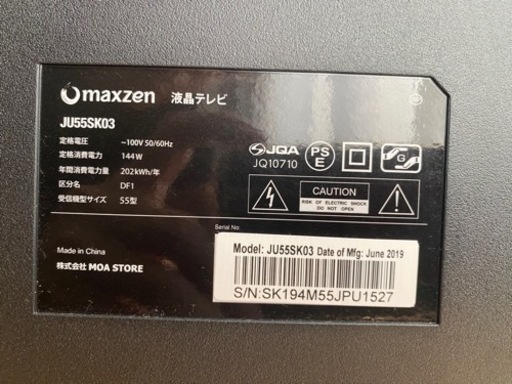 maxzen 液晶テレビ
JU55SK03
定格電圧 ~100V 50/60Hz
定格消費電力 144W
年間消費電力量 202kWh/年
区分名 DF1
受信機型サイズ 55型
JQA
JQ10710
PS
E
G
CAUTION
RISK OF ELECTRIC SHOCK
DO NOT OPEN
Made in China
株式会社 MOA STORE
Serial No:
Model: JU55SK03 Date of Mfg: June 2019
S/N:SK194M55JPU1527